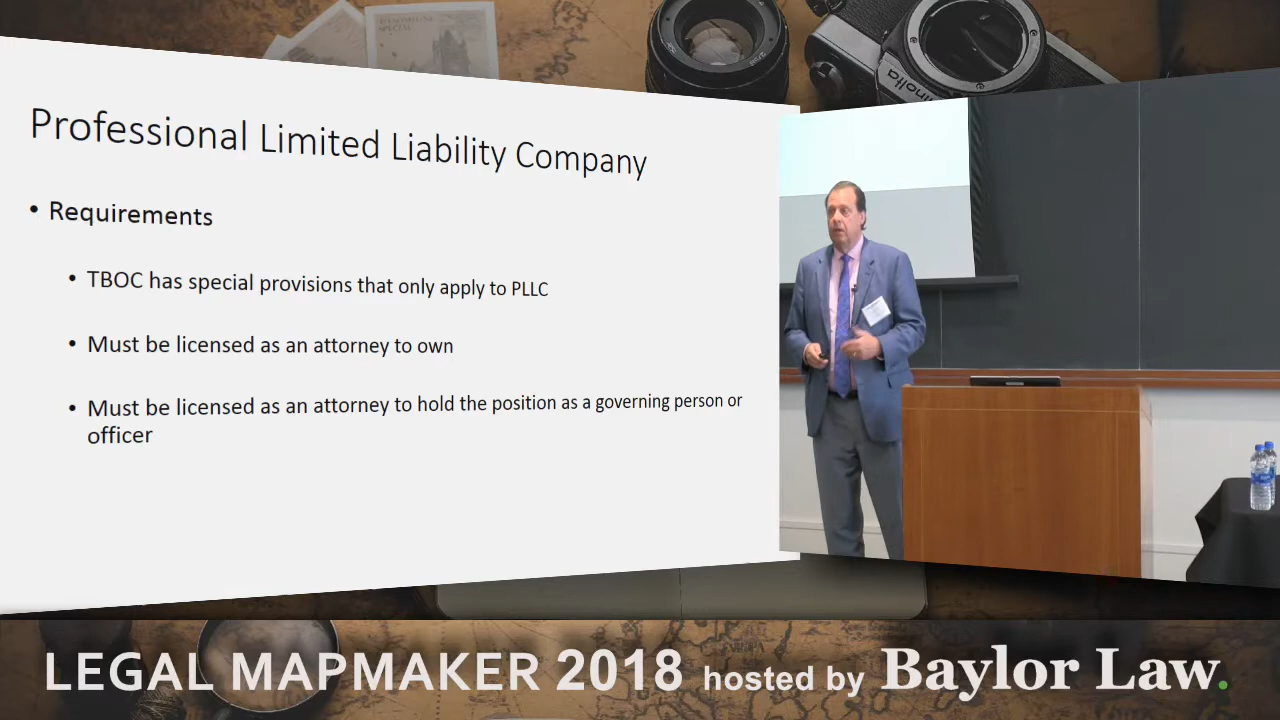 Professional Limited Liability Company
• Requirements
• TBOC has special provisions that only apply to PLLC
• Must be licensed as an attorney to own
• Must be licensed as an attorney to hold the position as a governing person or
officer
minolta
LEGAL MAPMAKER 2018 hosted by Baylor Law.